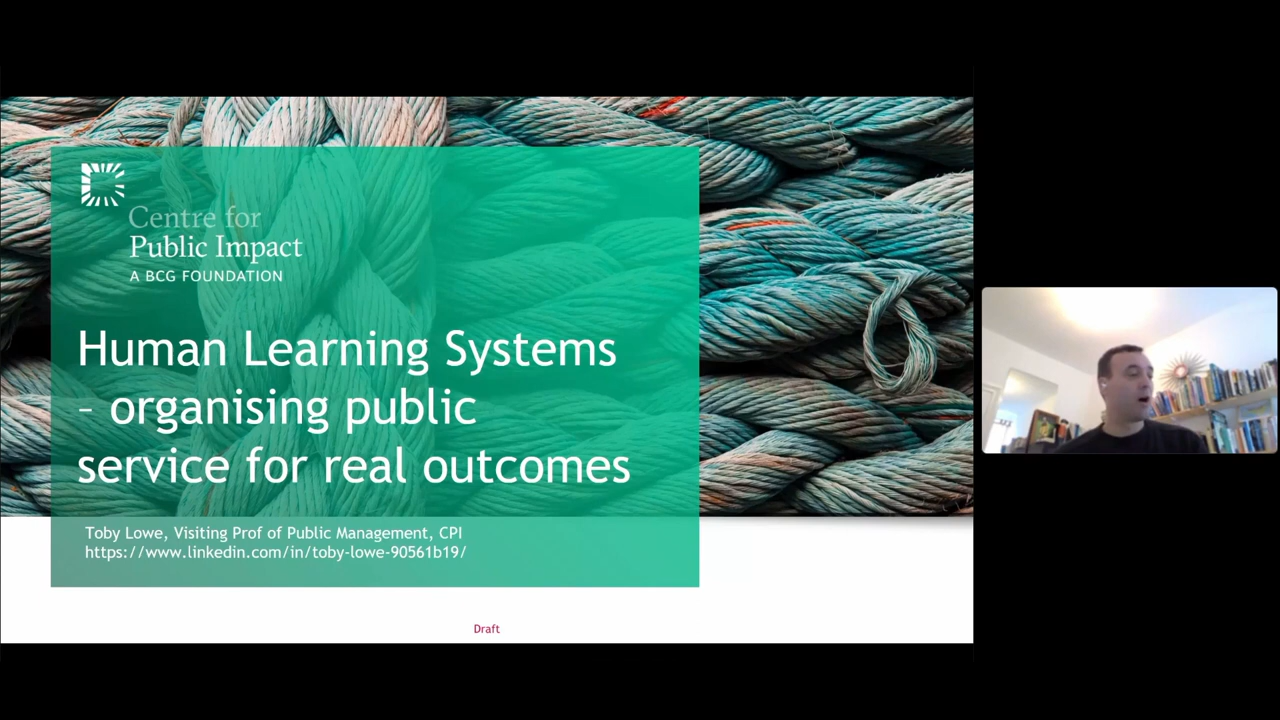 Centre for
Public Impact
A BCG FOUNDATION
Human Learning Systems
– organising public
service for real outcomes
Toby Lowe, Visiting Prof of Public Management, CPI
https://www.linkedin.com/in/toby-lowe-90561b19/
Draft